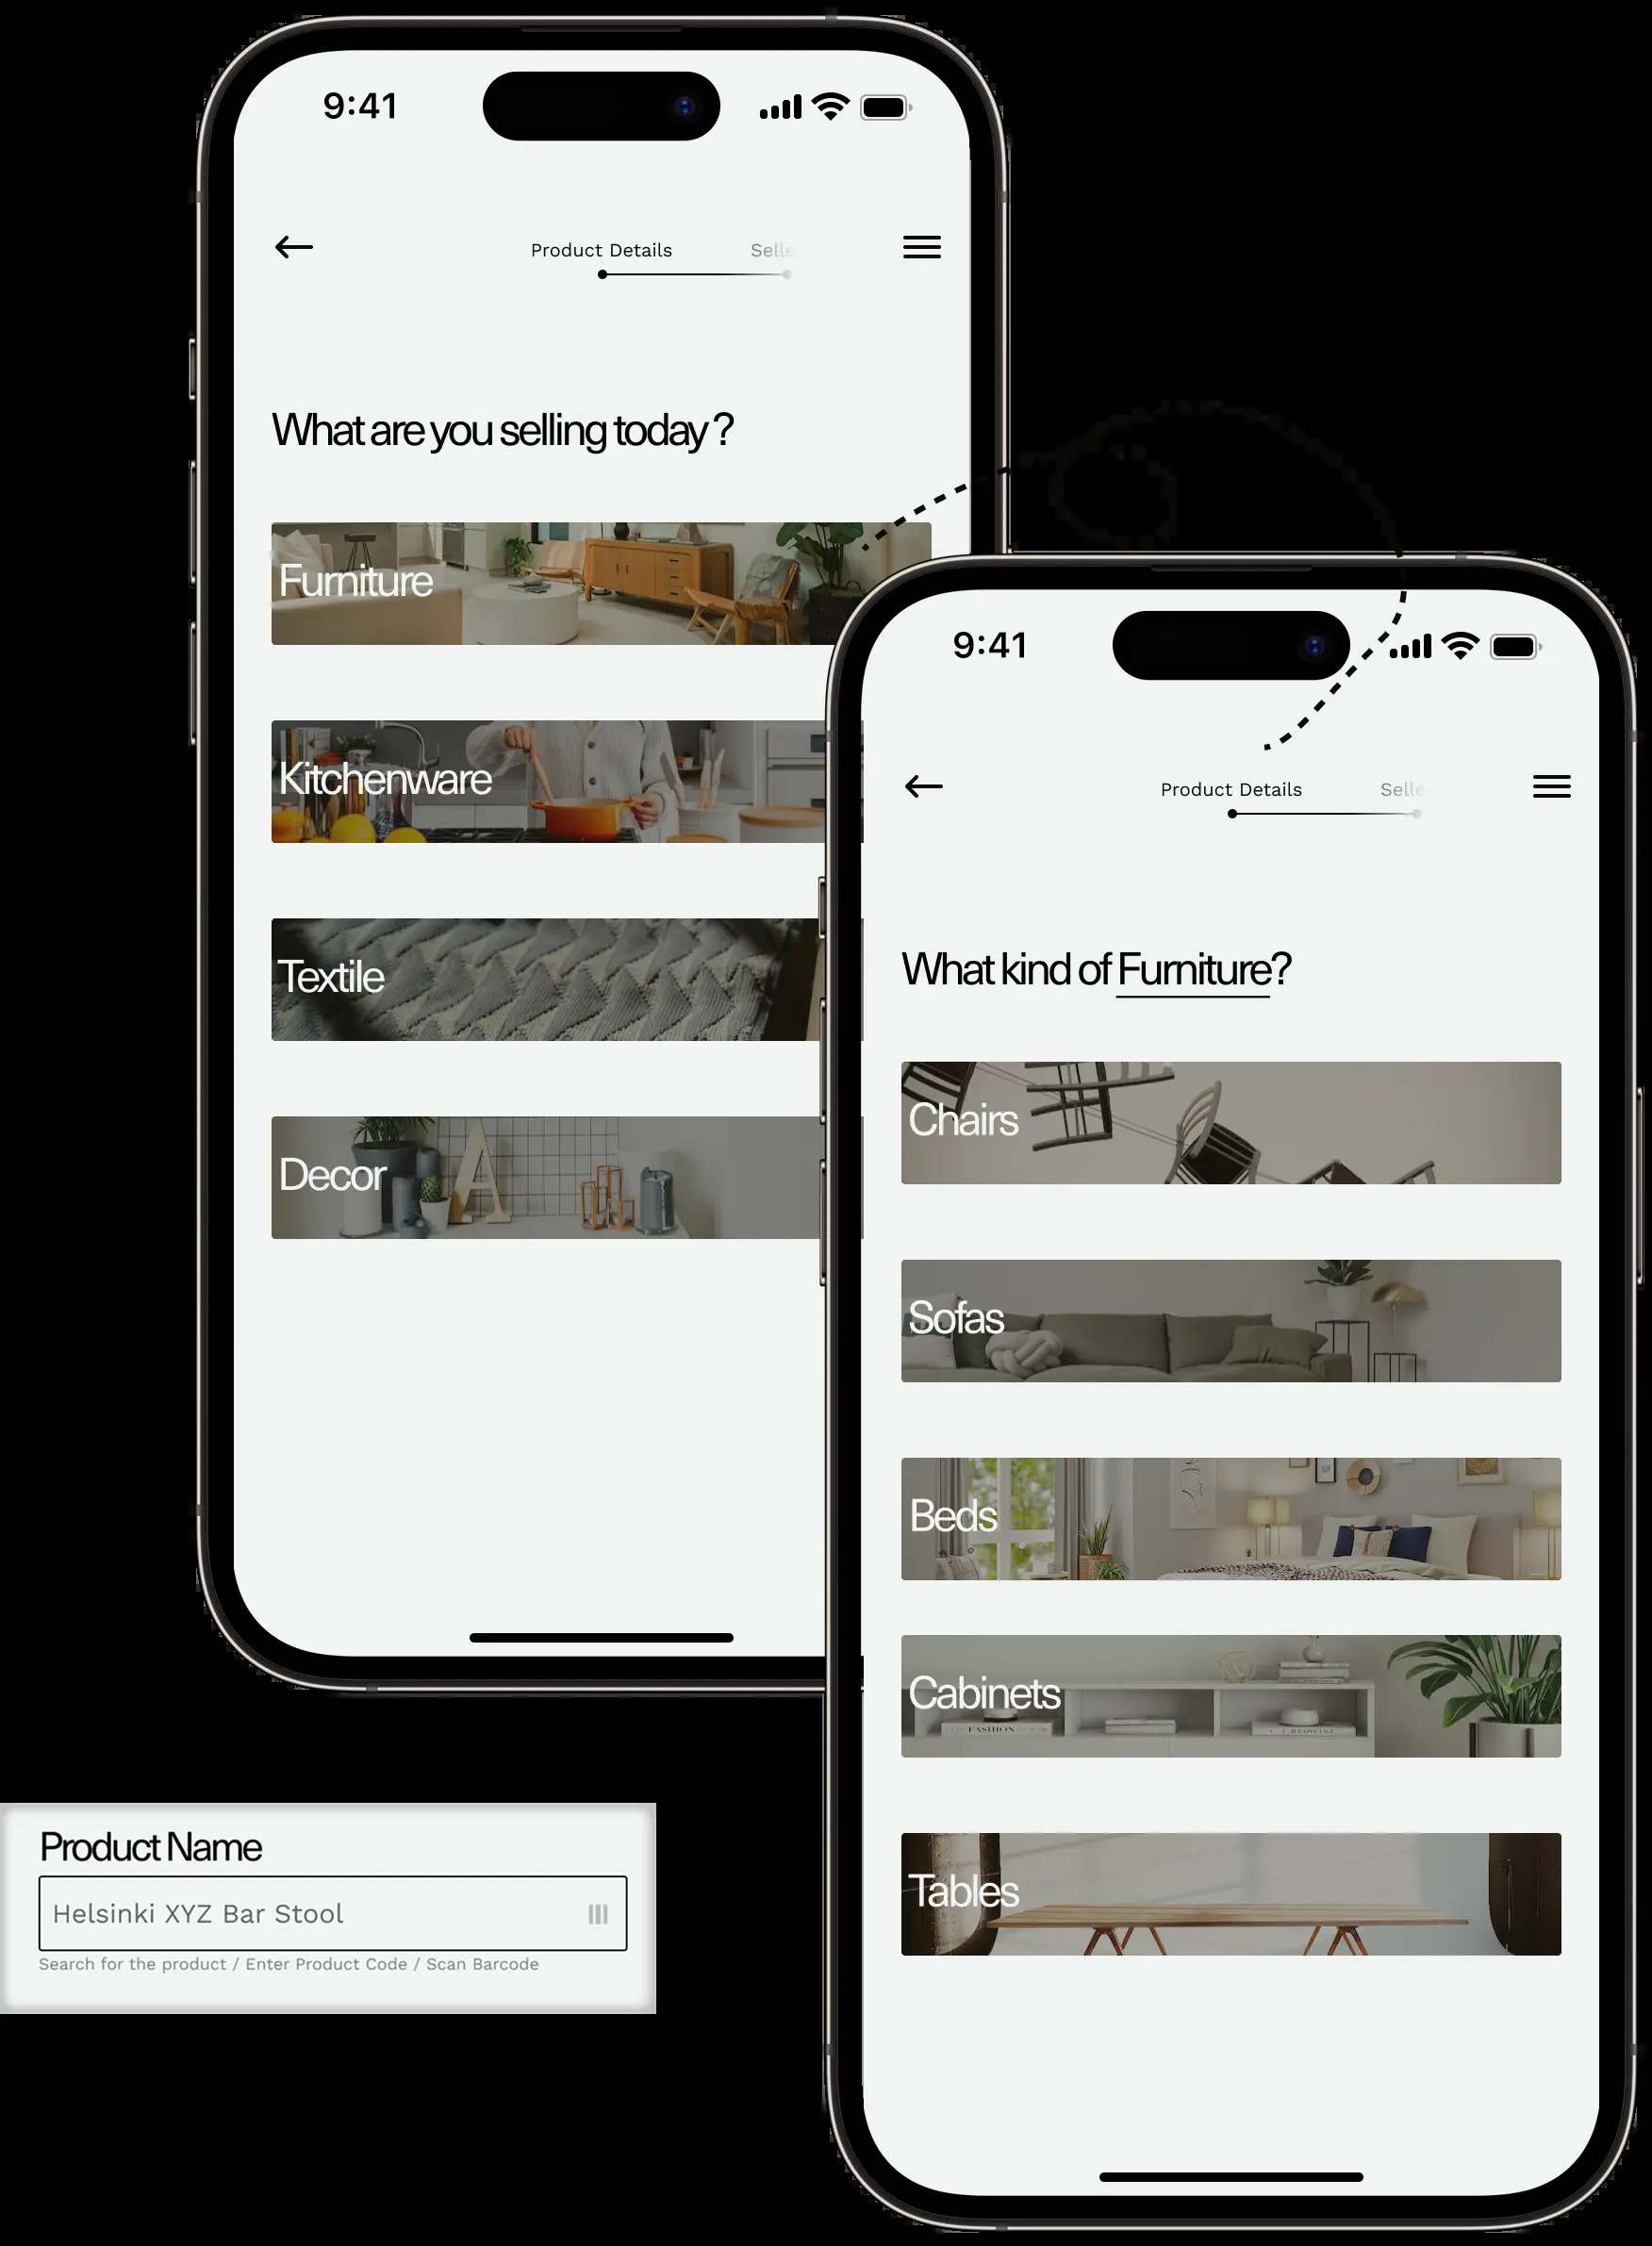 9:41
Product Details Selle
What are you selling today ?
Furniture
Kitchenware
Textile
Decor
9:41
Product Details Selle
What kind of Furniture?
Chairs
Sofas
Beds
Cabinets
FASHION
Tables
Product Name
Helsinki XYZ Bar Stool
Search for the product / Enter Product Code / Scan Barcode